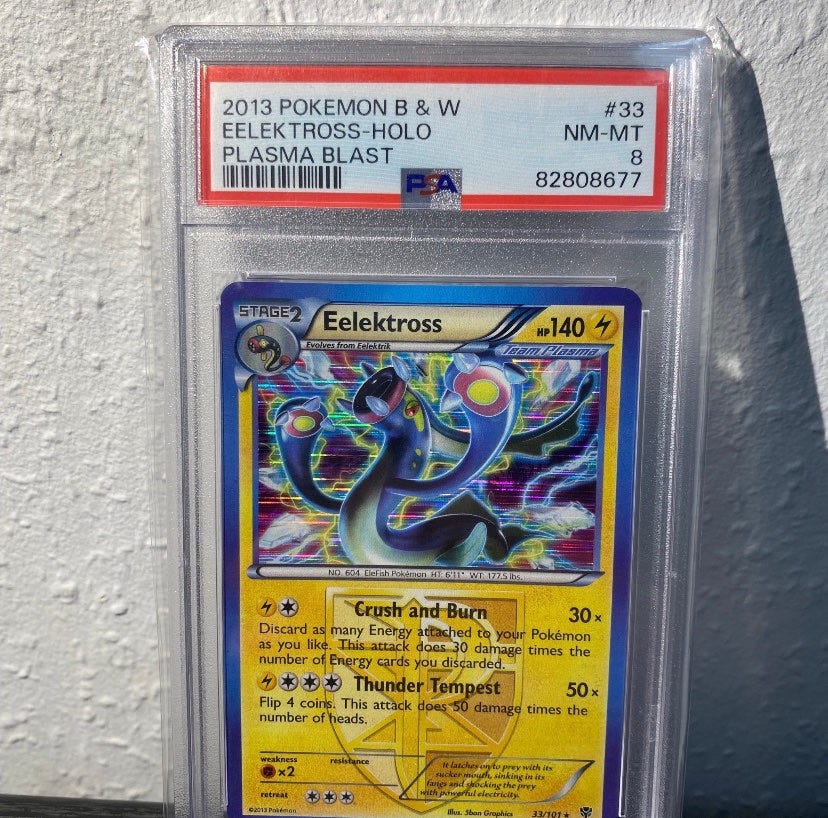 2013 POKEMON B & W #33
EELEKTROSS-HOLO NM-MT
PLASMA BLAST 8
PSA 82808677
STAGE2 Eelektross HP140
Evolves from Eelektrik Team Plasma
NO. 604 EleFish Pokémon HT: 6'11" WT: 177.5 lbs.
Crush and Burn 30×
Discard as many Energy attached to your Pokémon
as you like. This attack does 30 damage times the
number of Energy cards you discarded.
Thunder Tempest 50×
Flip 4 coins. This attack does 50 damage times the
number of heads.
weakness resistance
×2
It latches on to prey with its
sucker mouth, sinking in its
fangs and shocking the prey
with powerful electricity.
retreat
©2013 Pokémon Illus. 5ban Graphics 33/101 ★